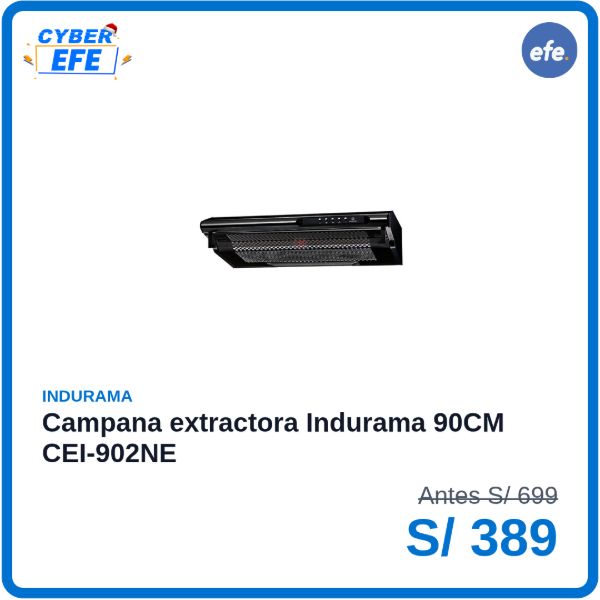 CYBER
EFE
efe.
INDURAMA
Campana extractora Indurama 90CM
CEI-902NE
Antes S/ 699
S/ 389